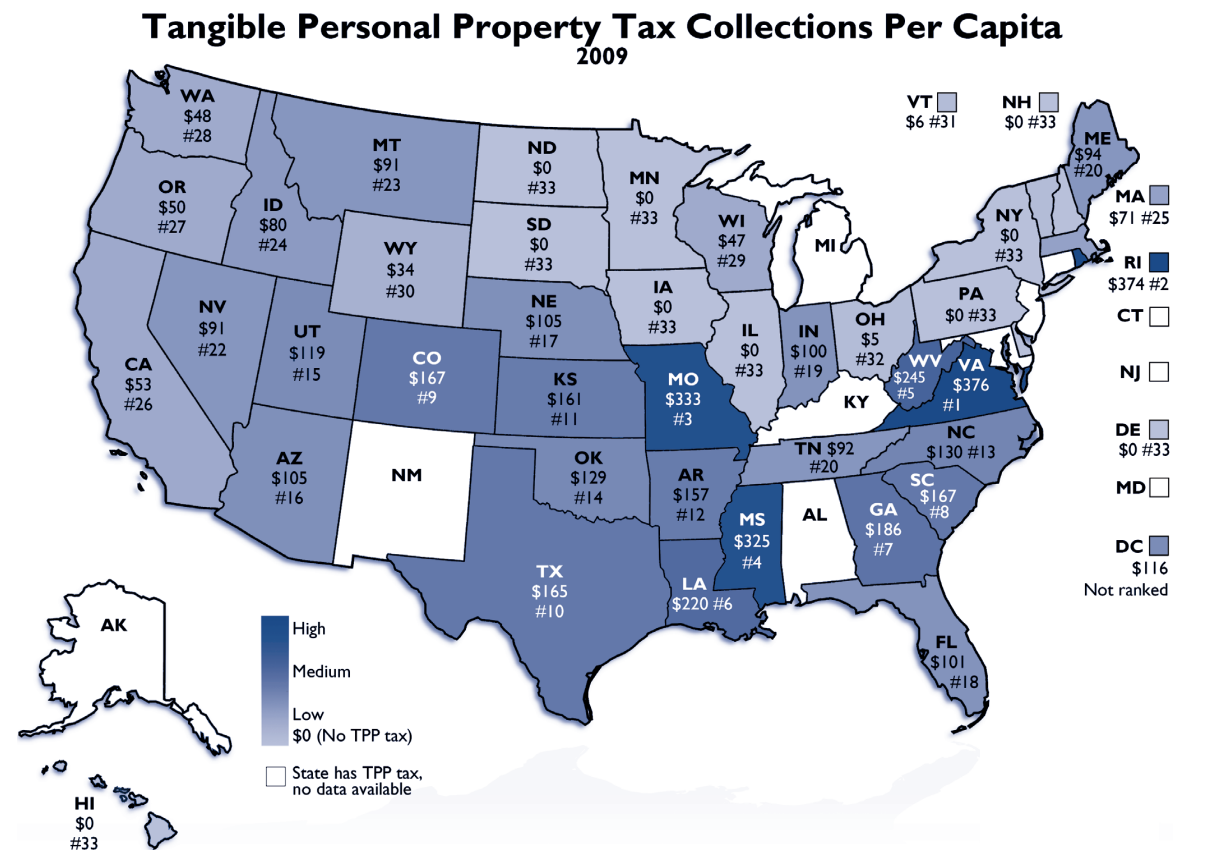 Tangible Personal Property Tax Collections Per Capita
2009
WA
$48
#28
MT
$91
#23
ND
$0
#33
MN
$0
#33
VT
$6 #31
NH
$0 #33
ME
$94
#20
OR
$50
#27
ID
$80
#24
WY
$34
#30
SD
$0
#33
WI
$47
#29
MI
NY
$0
#33
MA
$71 #25
RI
$374 #2
NV
$91
#22
UT
$119
#15
NE
$105
#17
IA
$0
#33
IL
$0
#33
IN
$100
#19
OH
$5
#32
PA
$0 #33
CT
CA
$53
#26
CO
$167
#9
KS
$161
#11
MO
$333
#3
KY
WV
$245
#5
VA
$376
#1
NJ
DE
$0 #33
AZ
$105
#16
NM
OK
$129
#14
AR
$157
#12
TN $92
#20
NC
$130 #13
MD
SC
$167
#8
MS
$325
#4
AL
GA
$186
#7
DC
$116
Not ranked
TX
$165
#10
LA
$220 #6
FL
$101
#18
AK
HI
$0
#33
High
Medium
Low
$0 (No TPP tax)
State has TPP tax,
no data available